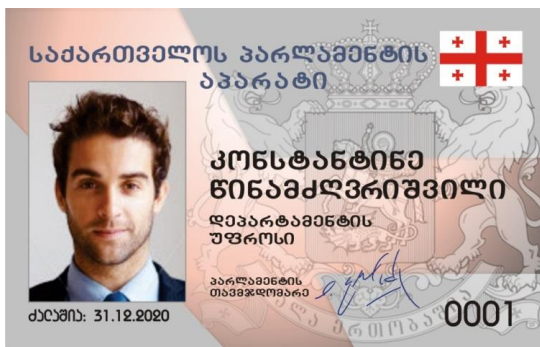 საქართველოს პარლამენტის
აპარატი
კონსტანტინე
წინამძღვრიშვილი
დეპარტამენტის
უფროსი
პარლამენტის
თავმჯდომარე
ძალაშია: 31.12.2020
0001